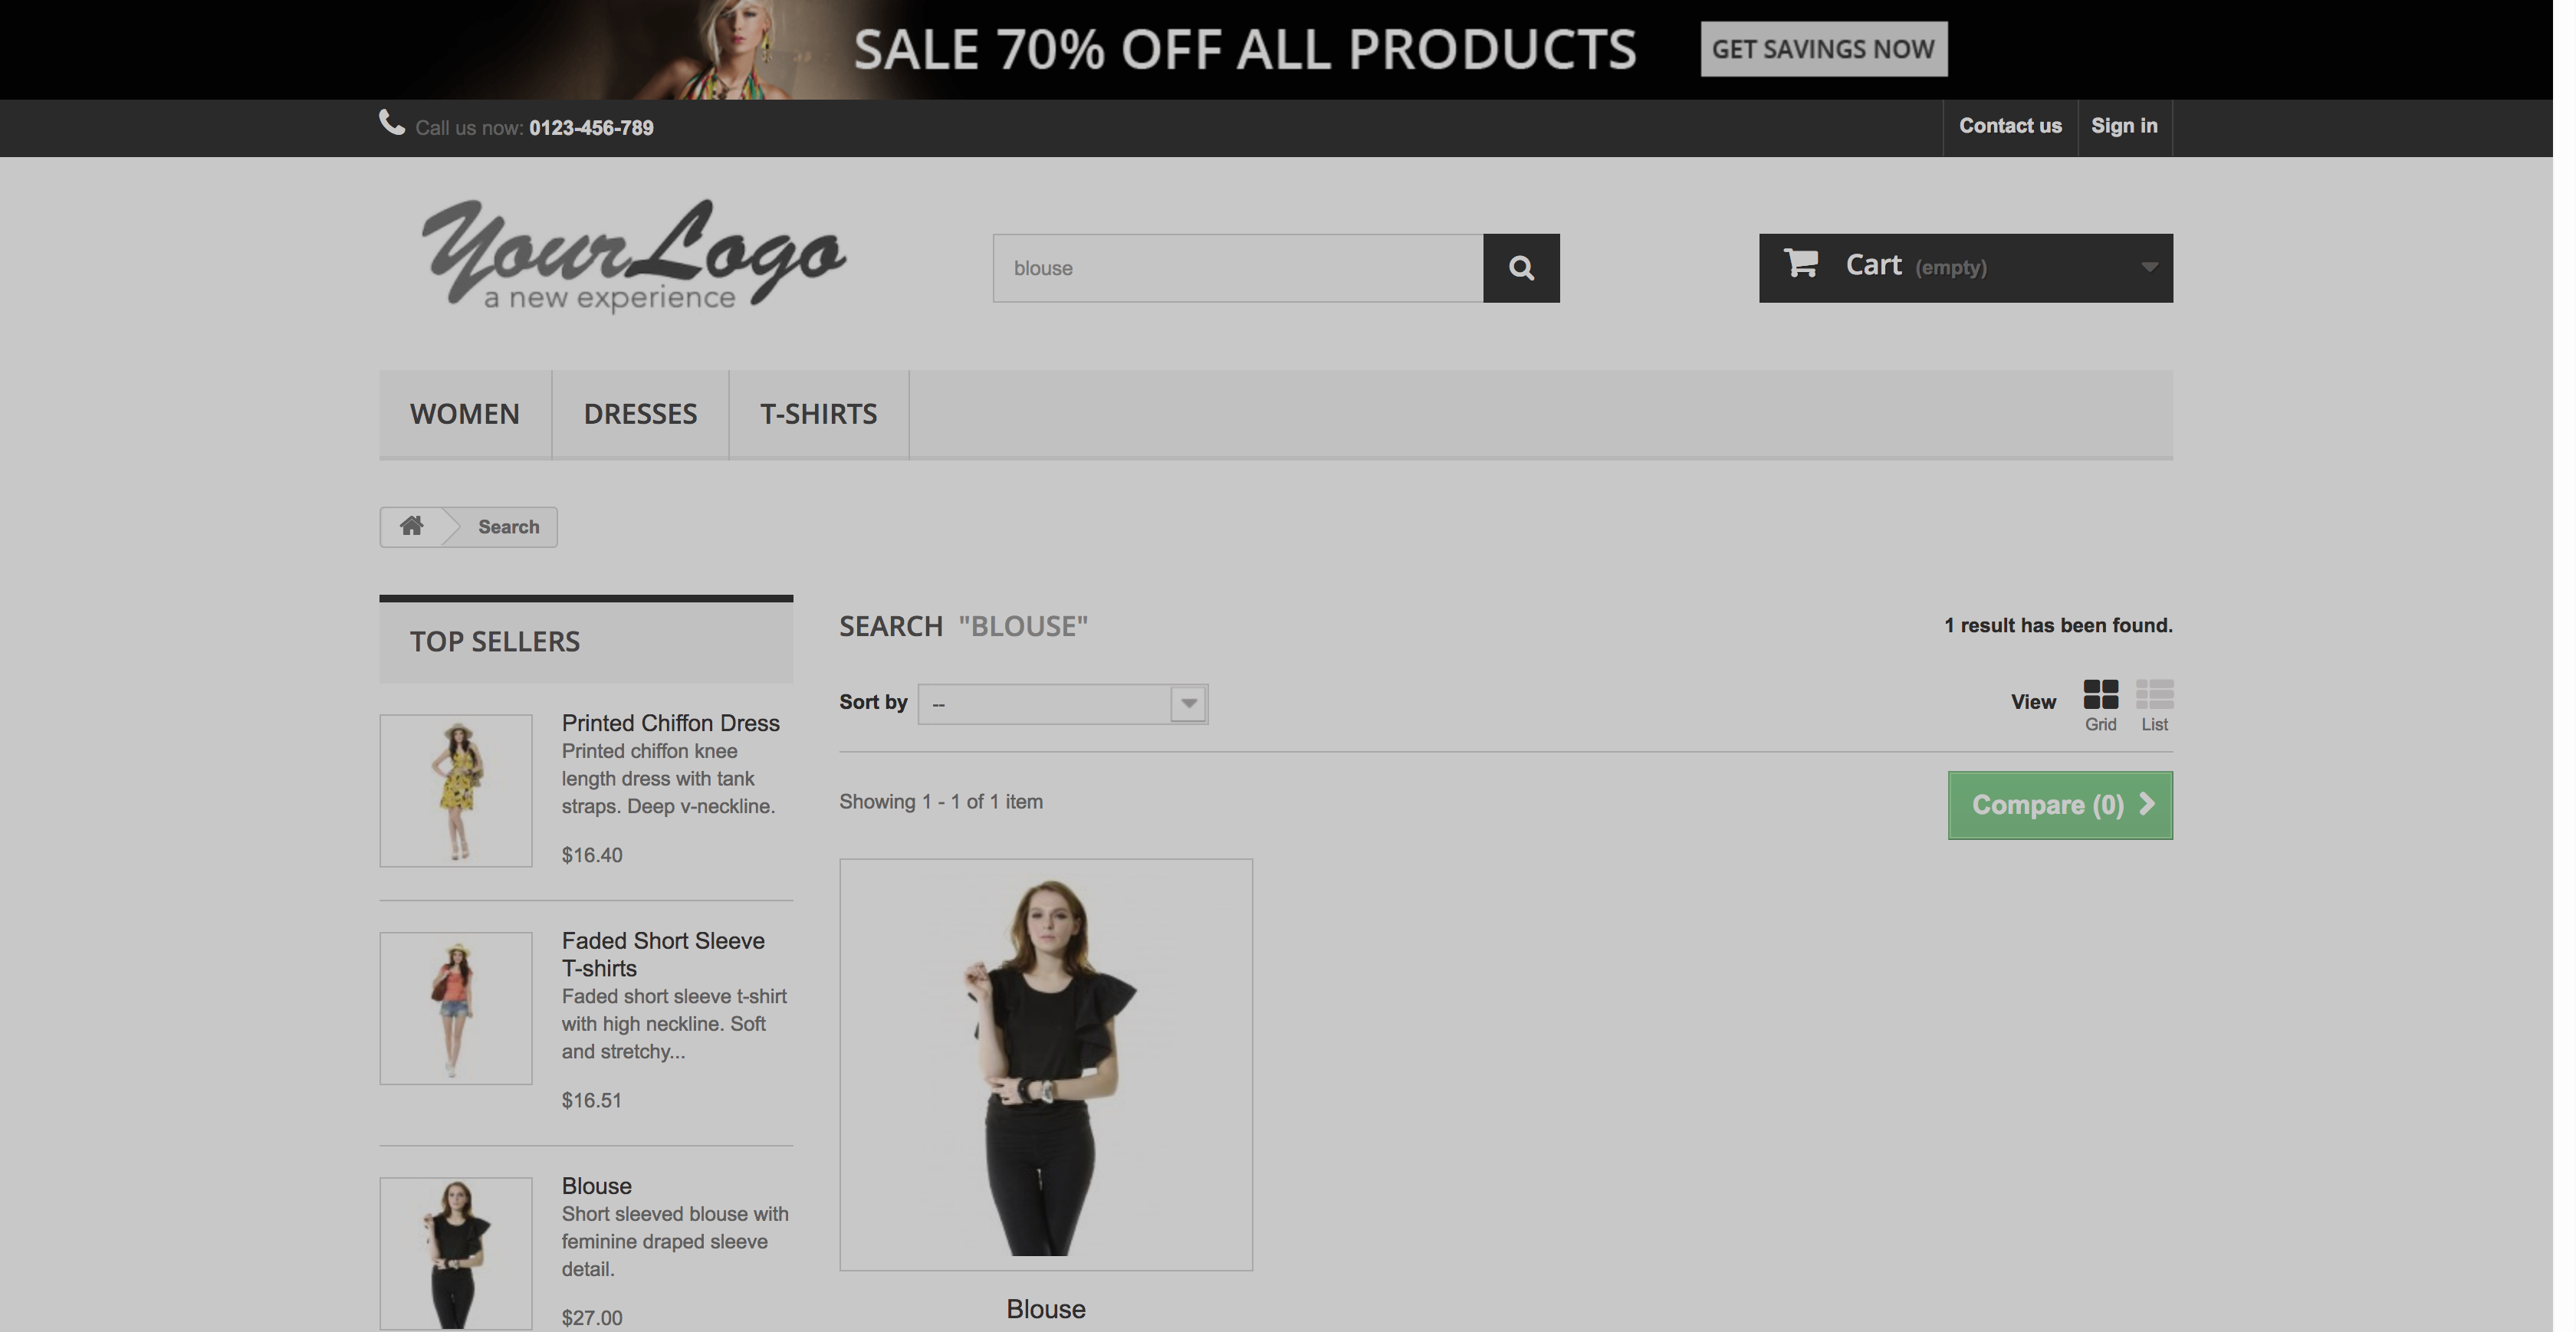 SALE 70% OFF ALL PRODUCTS
GET SAVINGS NOW
Call us now: 0123-456-789
Contact us
Sign in
YourLogo
a new experience
blouse
Cart (empty)
WOMEN
DRESSES
T-SHIRTS
Search
TOP SELLERS
Printed Chiffon Dress
Printed chiffon knee
length dress with tank
straps. Deep v-neckline.
$16.40
Faded Short Sleeve
T-shirts
Faded short sleeve t-shirt
with high neckline. Soft
and stretchy...
$16.51
Blouse
Short sleeved blouse with
feminine draped sleeve
detail.
$27.00
SEARCH "BLOUSE"
1 result has been found.
Sort by
--
View
Grid
List
Showing 1 - 1 of 1 item
Compare (0)
Blouse